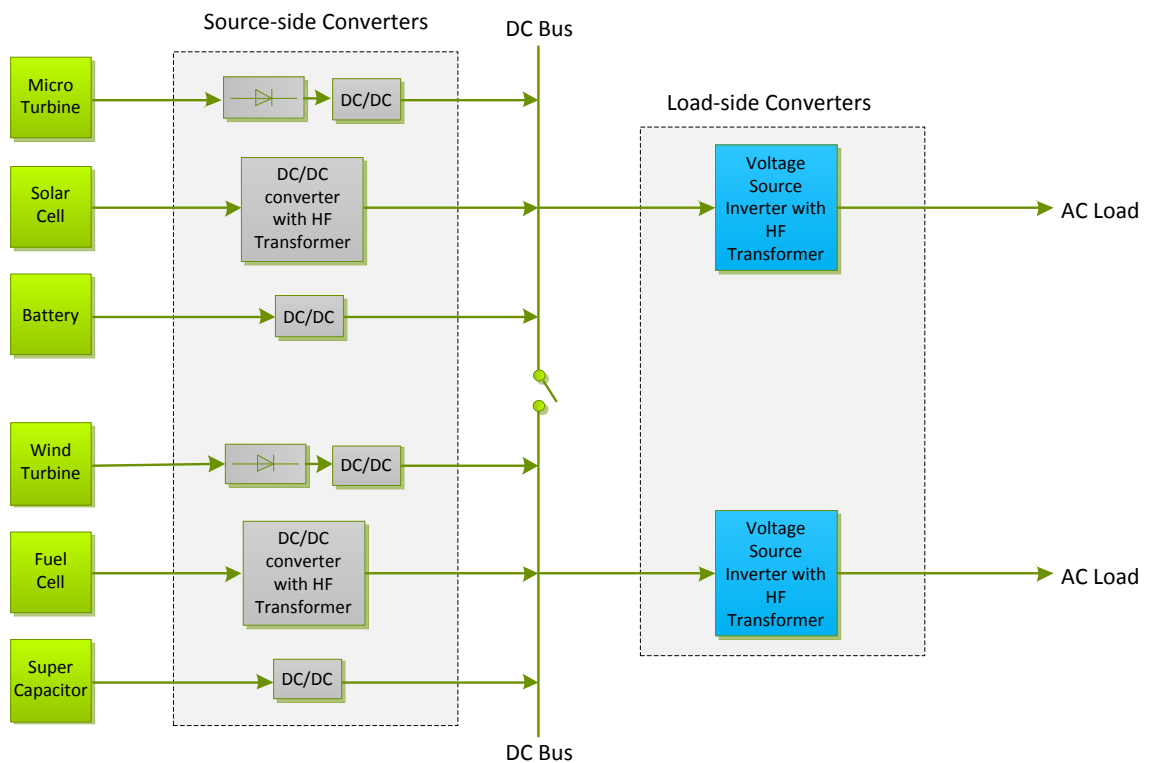 Source-side Converters
DC Bus
Micro
Turbine
DC/DC
Load-side Converters
Solar
Cell
DC/DC
converter
with HF
Transformer
Voltage
Source
Inverter with
HF
Transformer
AC Load
Battery
DC/DC
Wind
Turbine
DC/DC
Fuel
Cell
DC/DC
converter
with HF
Transformer
Voltage
Source
Inverter with
HF
Transformer
AC Load
Super
Capacitor
DC/DC
DC Bus